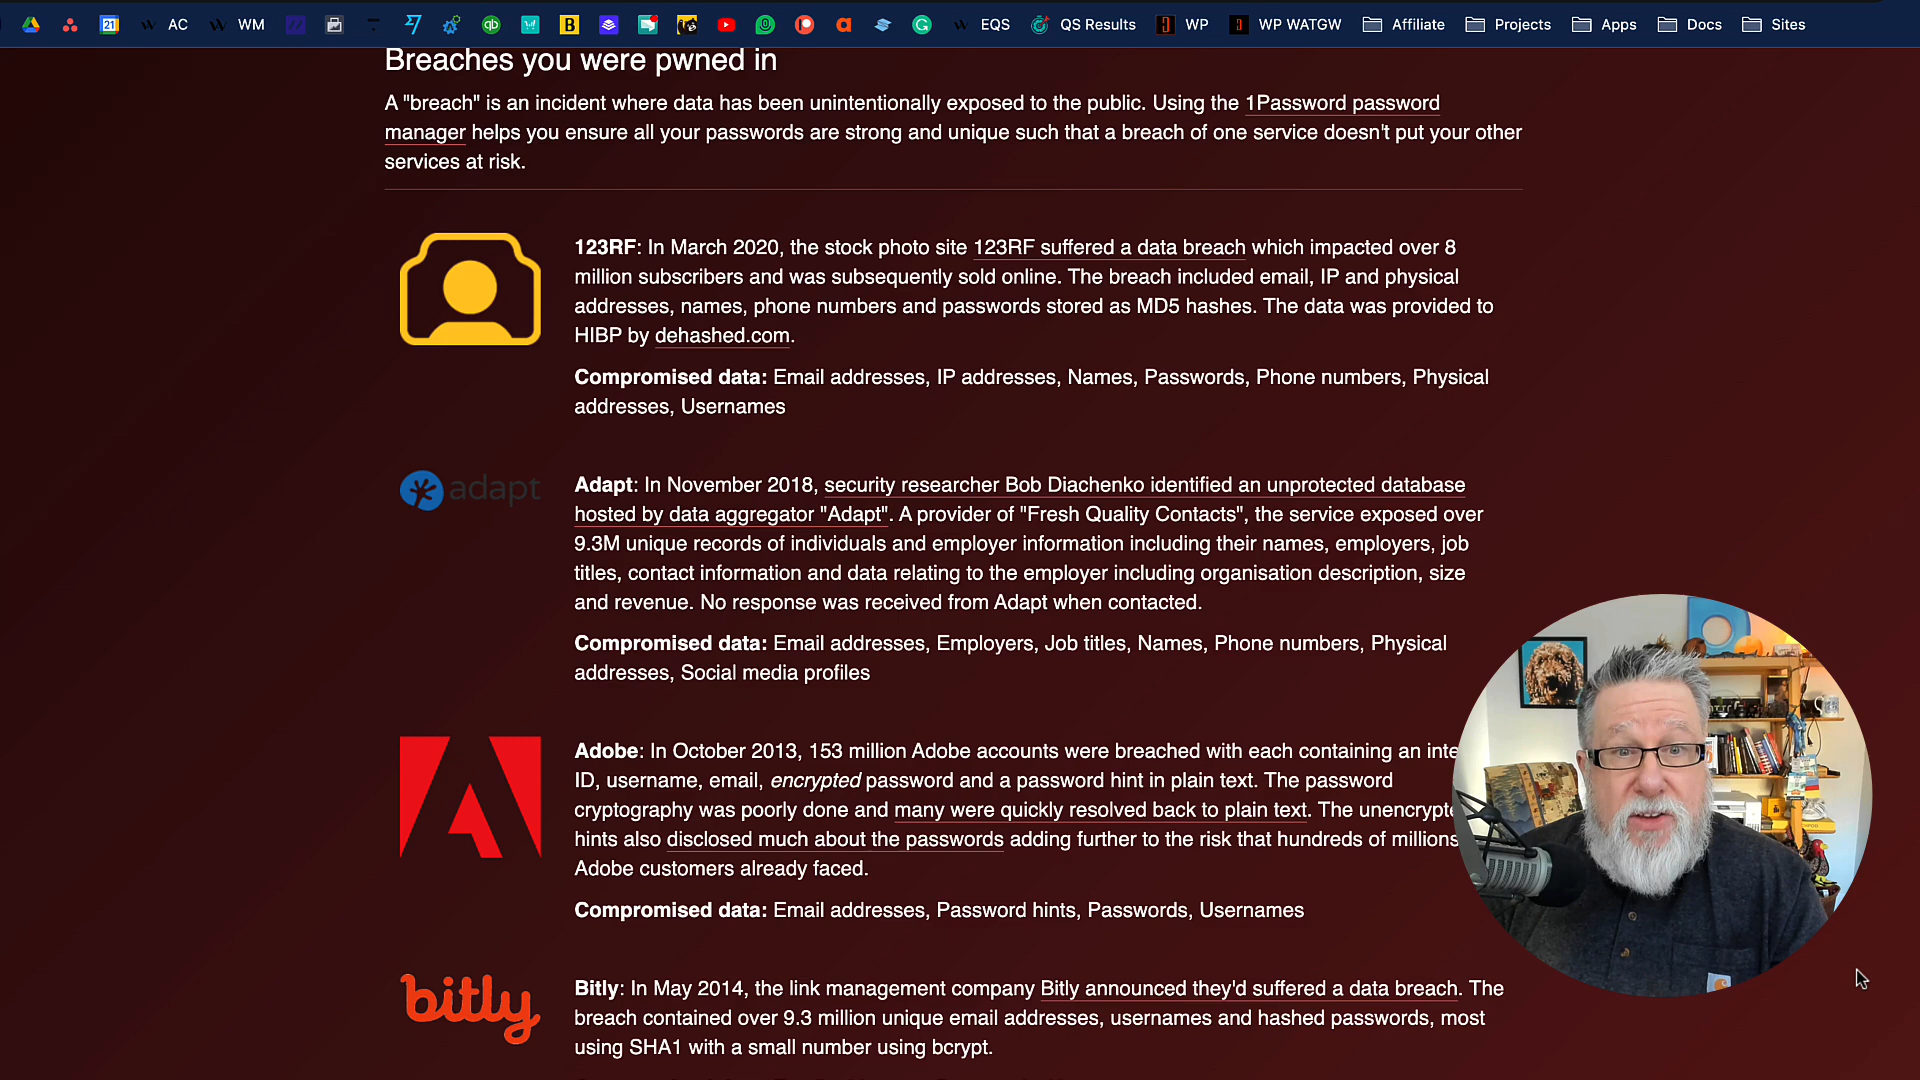 21 AC WM EQS QS Results WP WP WATGW Affiliate Projects Apps Docs Sites
Breaches you were pwned in
A "breach" is an incident where data has been unintentionally exposed to the public. Using the 1Password password
manager helps you ensure all your passwords are strong and unique such that a breach of one service doesn't put your other
services at risk.
123RF: In March 2020, the stock photo site 123RF suffered a data breach which impacted over 8
million subscribers and was subsequently sold online. The breach included email, IP and physical
addresses, names, phone numbers and passwords stored as MD5 hashes. The data was provided to
HIBP by dehashed.com.
Compromised data: Email addresses, IP addresses, Names, Passwords, Phone numbers, Physical
addresses, Usernames
adapt
Adapt: In November 2018, security researcher Bob Diachenko identified an unprotected database
hosted by data aggregator "Adapt". A provider of "Fresh Quality Contacts", the service exposed over
9.3M unique records of individuals and employer information including their names, employers, job
titles, contact information and data relating to the employer including organisation description, size
and revenue. No response was received from Adapt when contacted.
Compromised data: Email addresses, Employers, Job titles, Names, Phone numbers, Physical
addresses, Social media profiles
Adobe: In October 2013, 153 million Adobe accounts were breached with each containing an inte
ID, username, email, encrypted password and a password hint in plain text. The password
cryptography was poorly done and many were quickly resolved back to plain text. The unencrypte
hints also disclosed much about the passwords adding further to the risk that hundreds of millions
Adobe customers already faced.
Compromised data: Email addresses, Password hints, Passwords, Usernames
bitly
Bitly: In May 2014, the link management company Bitly announced they'd suffered a data breach. The
breach contained over 9.3 million unique email addresses, usernames and hashed passwords, most
using SHA1 with a small number using bcrypt.